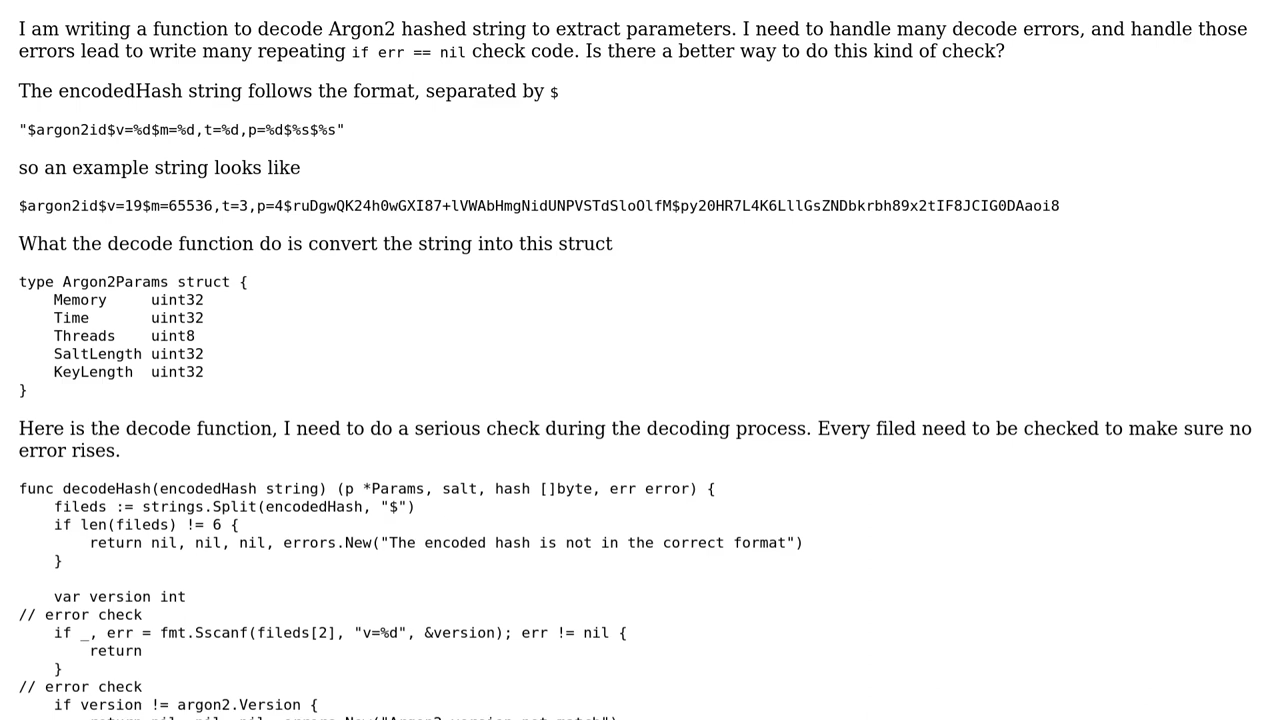 I am writing a function to decode Argon2 hashed string to extract parameters. I need to handle many decode errors, and handle those
errors lead to write many repeating if err == nil check code. Is there a better way to do this kind of check?
The encodedHash string follows the format, separated by $
"$argon2id$v=%d$m=%d,t=%d,p=%d$%s$%s"
so an example string looks like
$argon2id$v=19$m=65536,t=3,p=4$ruDgwQK24h0wGXI87+lVWAbHmgNidUNPVSTdSloOlfM$py20HR7L4K6LllGsZNDbkrbh89x2tIF8JCIG0DAaoi8
What the decode function do is convert the string into this struct
type Argon2Params struct {
    Memory     uint32
    Time       uint32
    Threads    uint8
    SaltLength uint32
    KeyLength  uint32
}
Here is the decode function, I need to do a serious check during the decoding process. Every filed need to be checked to make sure no
error rises.
func decodeHash(encodedHash string) (p *Params, salt, hash []byte, err error) {
    fileds := strings.Split(encodedHash, "$")
    if len(fileds) != 6 {
        return nil, nil, nil, errors.New("The encoded hash is not in the correct format")
    }
    var version int
// error check
    if _, err = fmt.Sscanf(fileds[2], "v=%d", &version); err != nil {
        return
    }
// error check
    if version != argon2.Version {